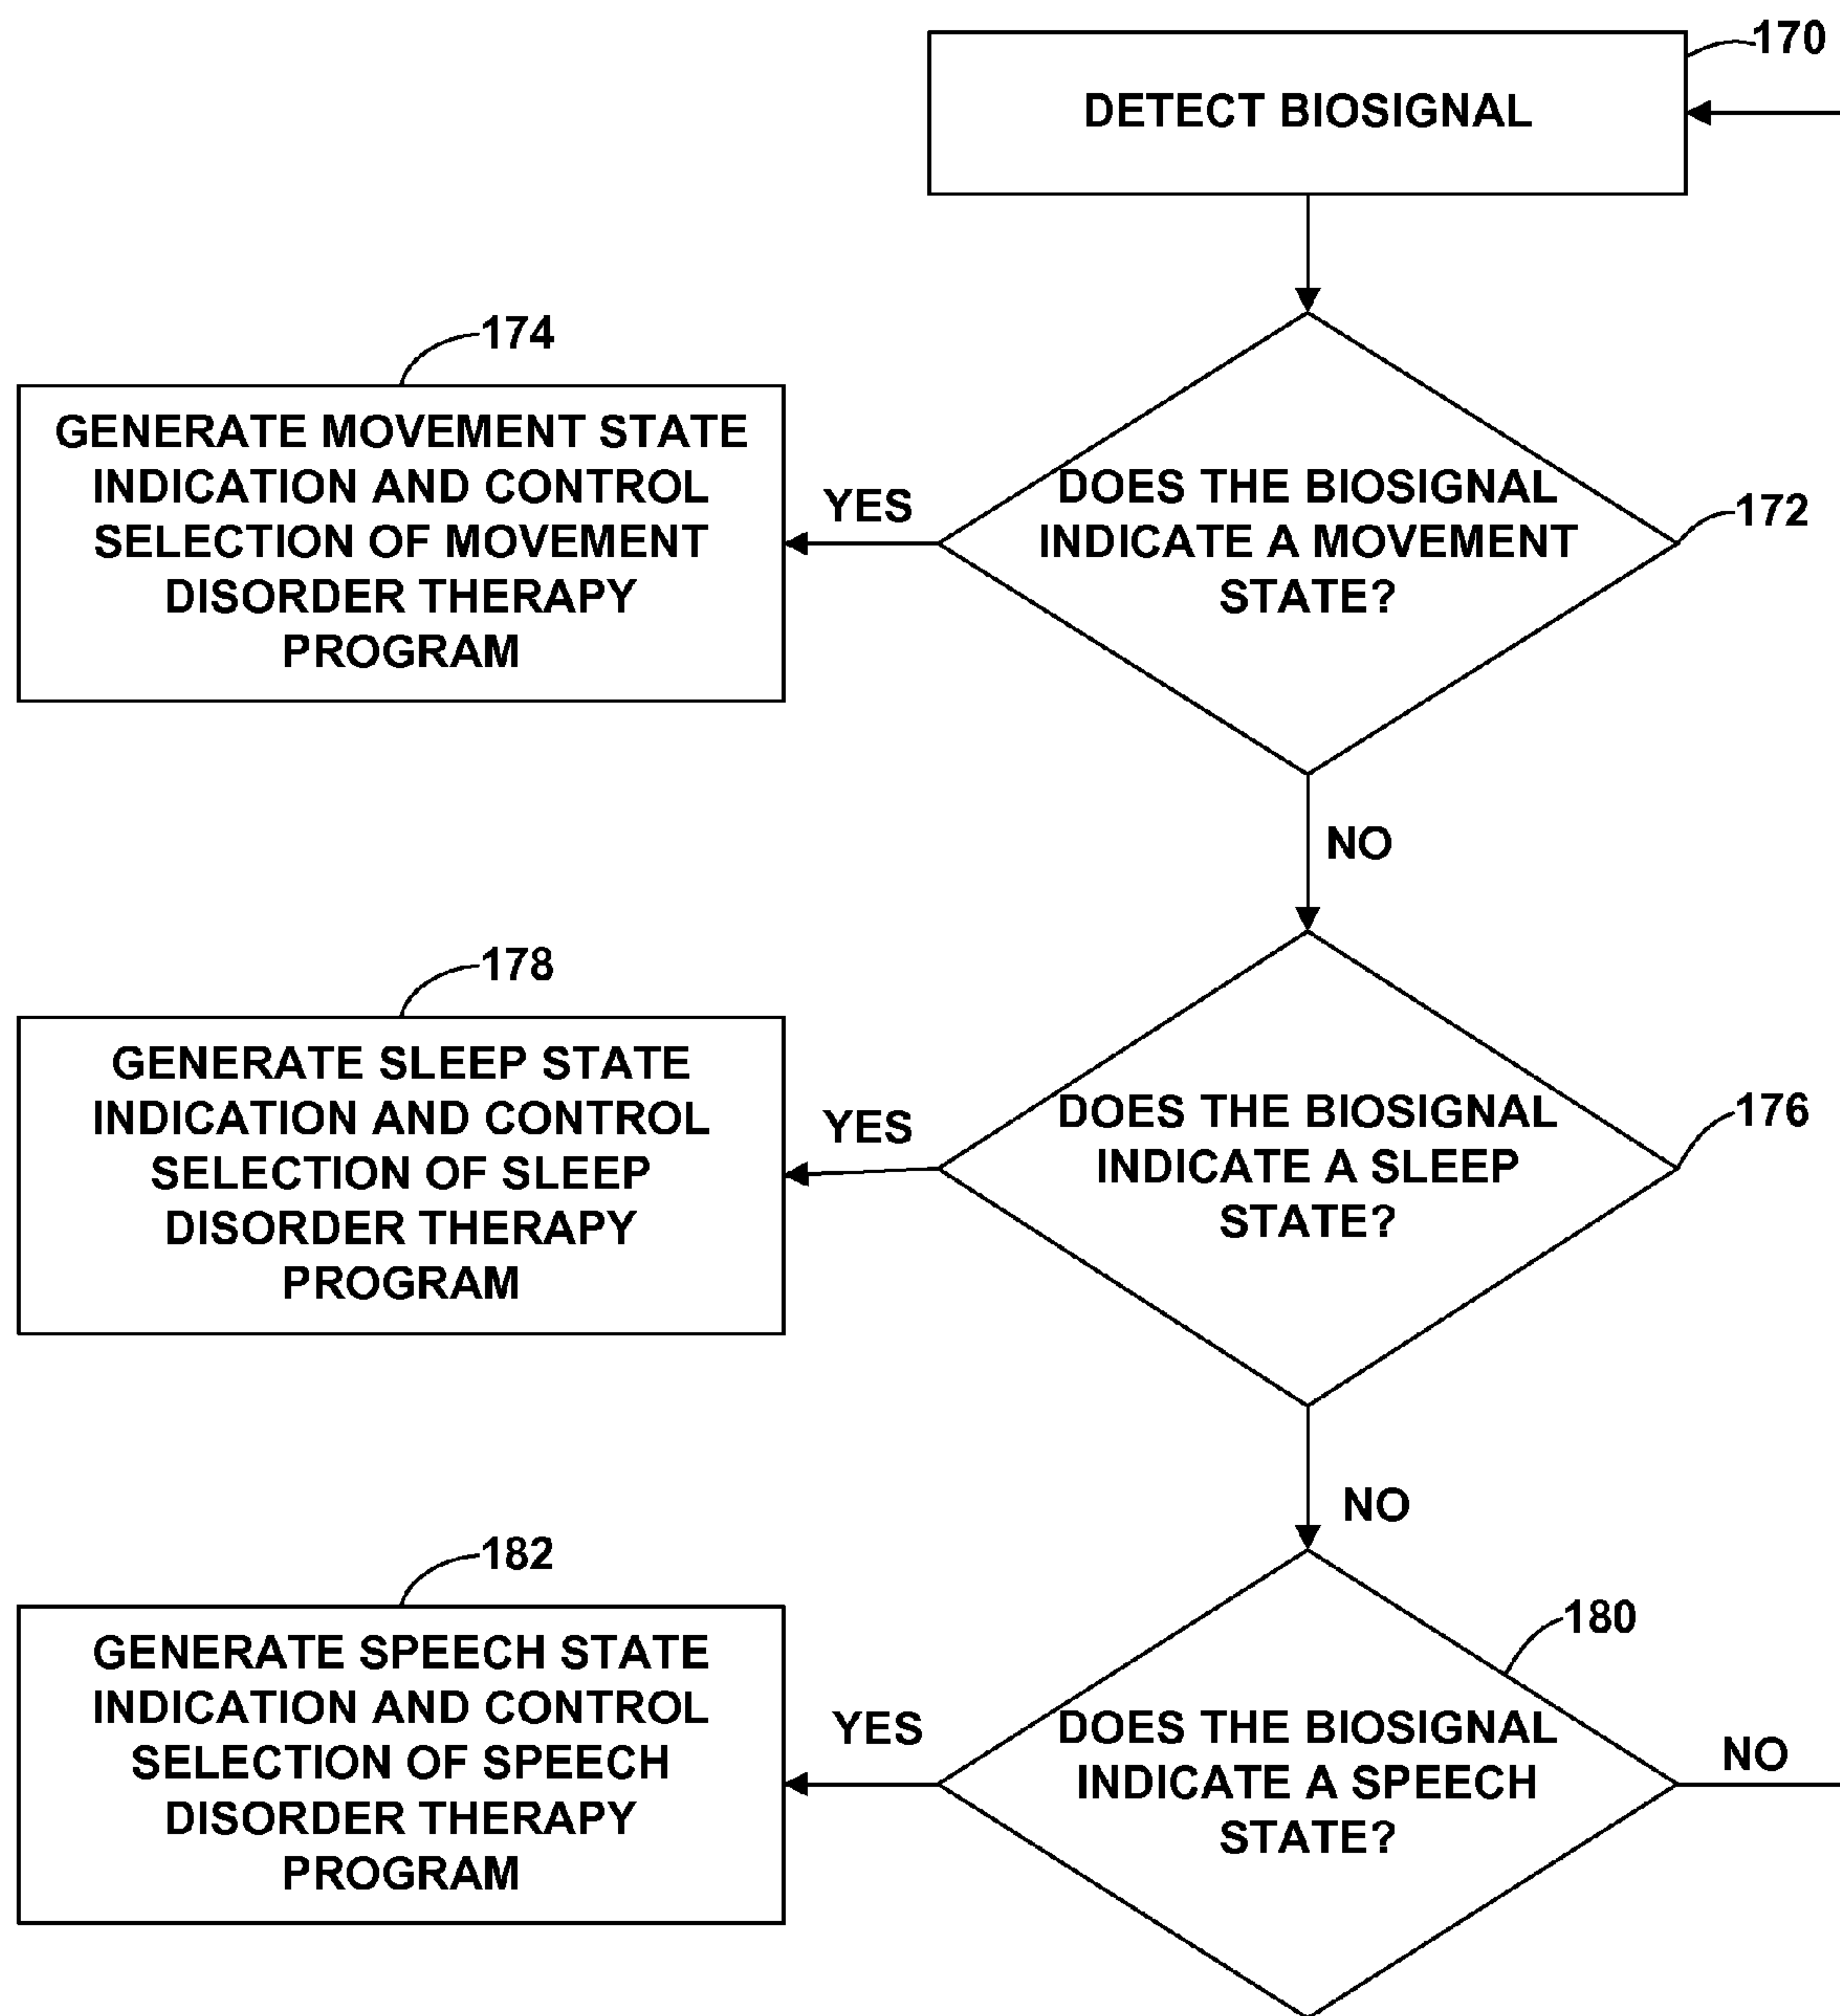 170
DETECT BIOSIGNAL
174
GENERATE MOVEMENT STATE
INDICATION AND CONTROL
SELECTION OF MOVEMENT
DISORDER THERAPY
PROGRAM
YES
DOES THE BIOSIGNAL
INDICATE A MOVEMENT
STATE?
172
NO
178
GENERATE SLEEP STATE
INDICATION AND CONTROL
SELECTION OF SLEEP
DISORDER THERAPY
PROGRAM
YES
DOES THE BIOSIGNAL
INDICATE A SLEEP
STATE?
176
NO
182
GENERATE SPEECH STATE
INDICATION AND CONTROL
SELECTION OF SPEECH
DISORDER THERAPY
PROGRAM
YES
180
DOES THE BIOSIGNAL
INDICATE A SPEECH
STATE?
NO